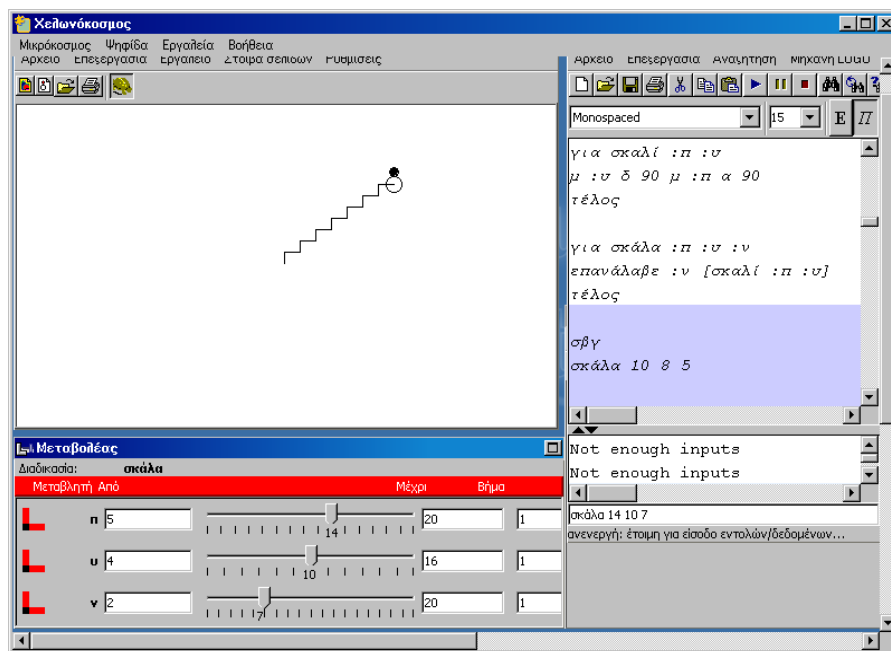 Χελωνόκοσμος
Μικρόκοσμος Ψηφίδα Εργαλεία Βοήθεια
Αρχείο Επεξεργασία Εργαλείο Στοίβα σελίδων Ρυθμίσεις
Αρχείο Επεξεργασία Αναζήτηση Μηχανή LOGO
Monospaced 15 Ε Π
για σκαλί :π :υ
μ :υ δ 90 μ :π α 90
τέλος
για σκάλα :π :υ :ν
επανάλαβε :ν [σκαλί :π :υ]
τέλος
σβγ
σκάλα 10 8 5
Not enough inputs
Not enough inputs
σκάλα 14 10 7
ανενεργή: έτοιμη για είσοδο εντολών/δεδομένων...
Μεταβολέας
Διαδικασία: σκάλα
Μεταβλητή Από Μέχρι Βήμα
π 5 14 20 1
υ 4 10 16 1
ν 2 7 20 1